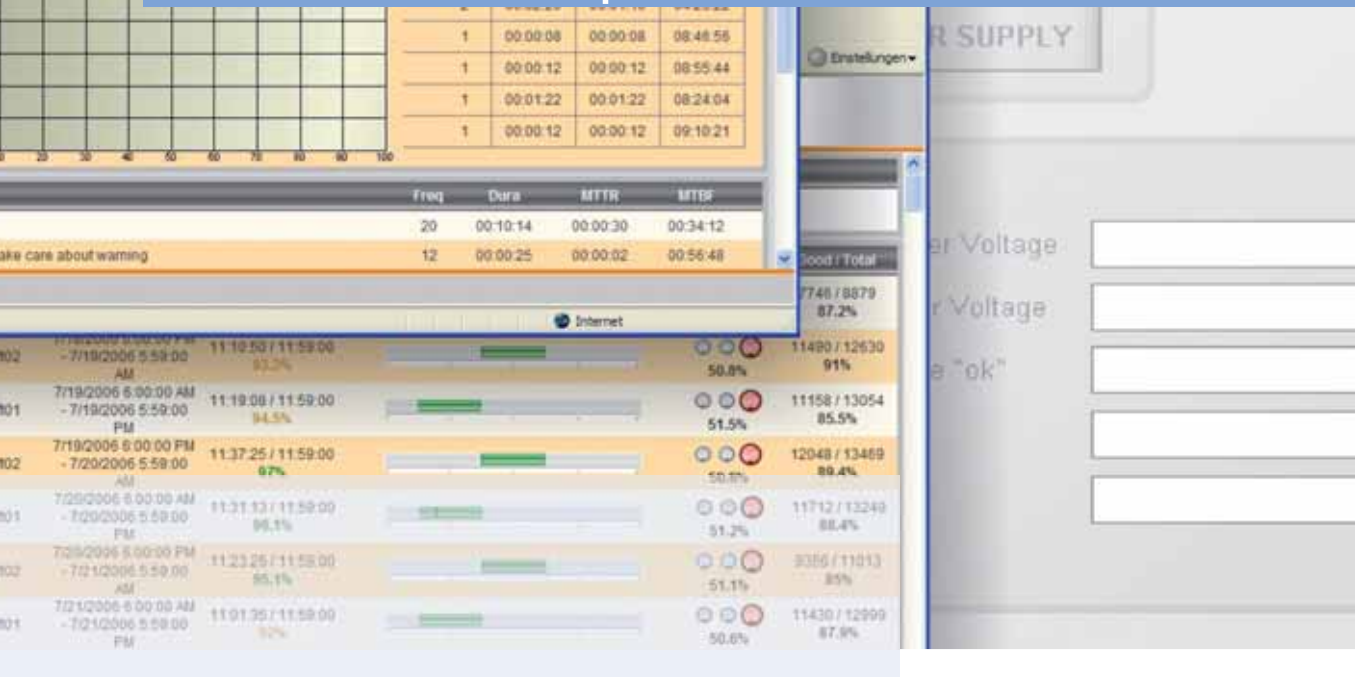 1 00:00:08 00:00:08 08:46:56
1 00:00:12 00:00:12 08:55:44
1 00:01:22 00:01:22 08:24:04
1 00:00:12 00:00:12 09:10:21
20 30 40 50 60 70 80 90 100
Freq Dura MTTR MTBF
20 00:10:14 00:00:30 00:34:12
ake care about warning 12 00:00:25 00:00:02 00:56:48
Internet
Einstellungen
Good / Total
7746 / 8879
87.2%
02 - 7/19/2006 5:59:00 AM 11:10:50 / 11:59:00 93.2% 50.8% 11490 / 12630 91%
01 7/19/2006 6:00:00 AM - 7/19/2006 5:59:00 PM 11:19:08 / 11:59:00 94.5% 51.5% 11158 / 13054 85.5%
02 7/19/2006 6:00:00 PM - 7/20/2006 5:59:00 AM 11:37:25 / 11:59:00 97% 50.8% 12048 / 13469 89.4%
01 7/20/2006 6:00:00 AM - 7/20/2006 5:59:00 PM 11:31:13 / 11:59:00 96.1% 51.2% 11712 / 13249 88.4%
02 7/20/2006 6:00:00 PM - 7/21/2006 5:59:00 AM 11:23:26 / 11:59:00 95.1% 51.1% 9356 / 11013 85%
01 7/21/2006 6:00:00 AM - 7/21/2006 5:59:00 PM 11:01:35 / 11:59:00 92% 50.6% 11430 / 12999 87.9%
R SUPPLY
er Voltage
r Voltage
e "ok"